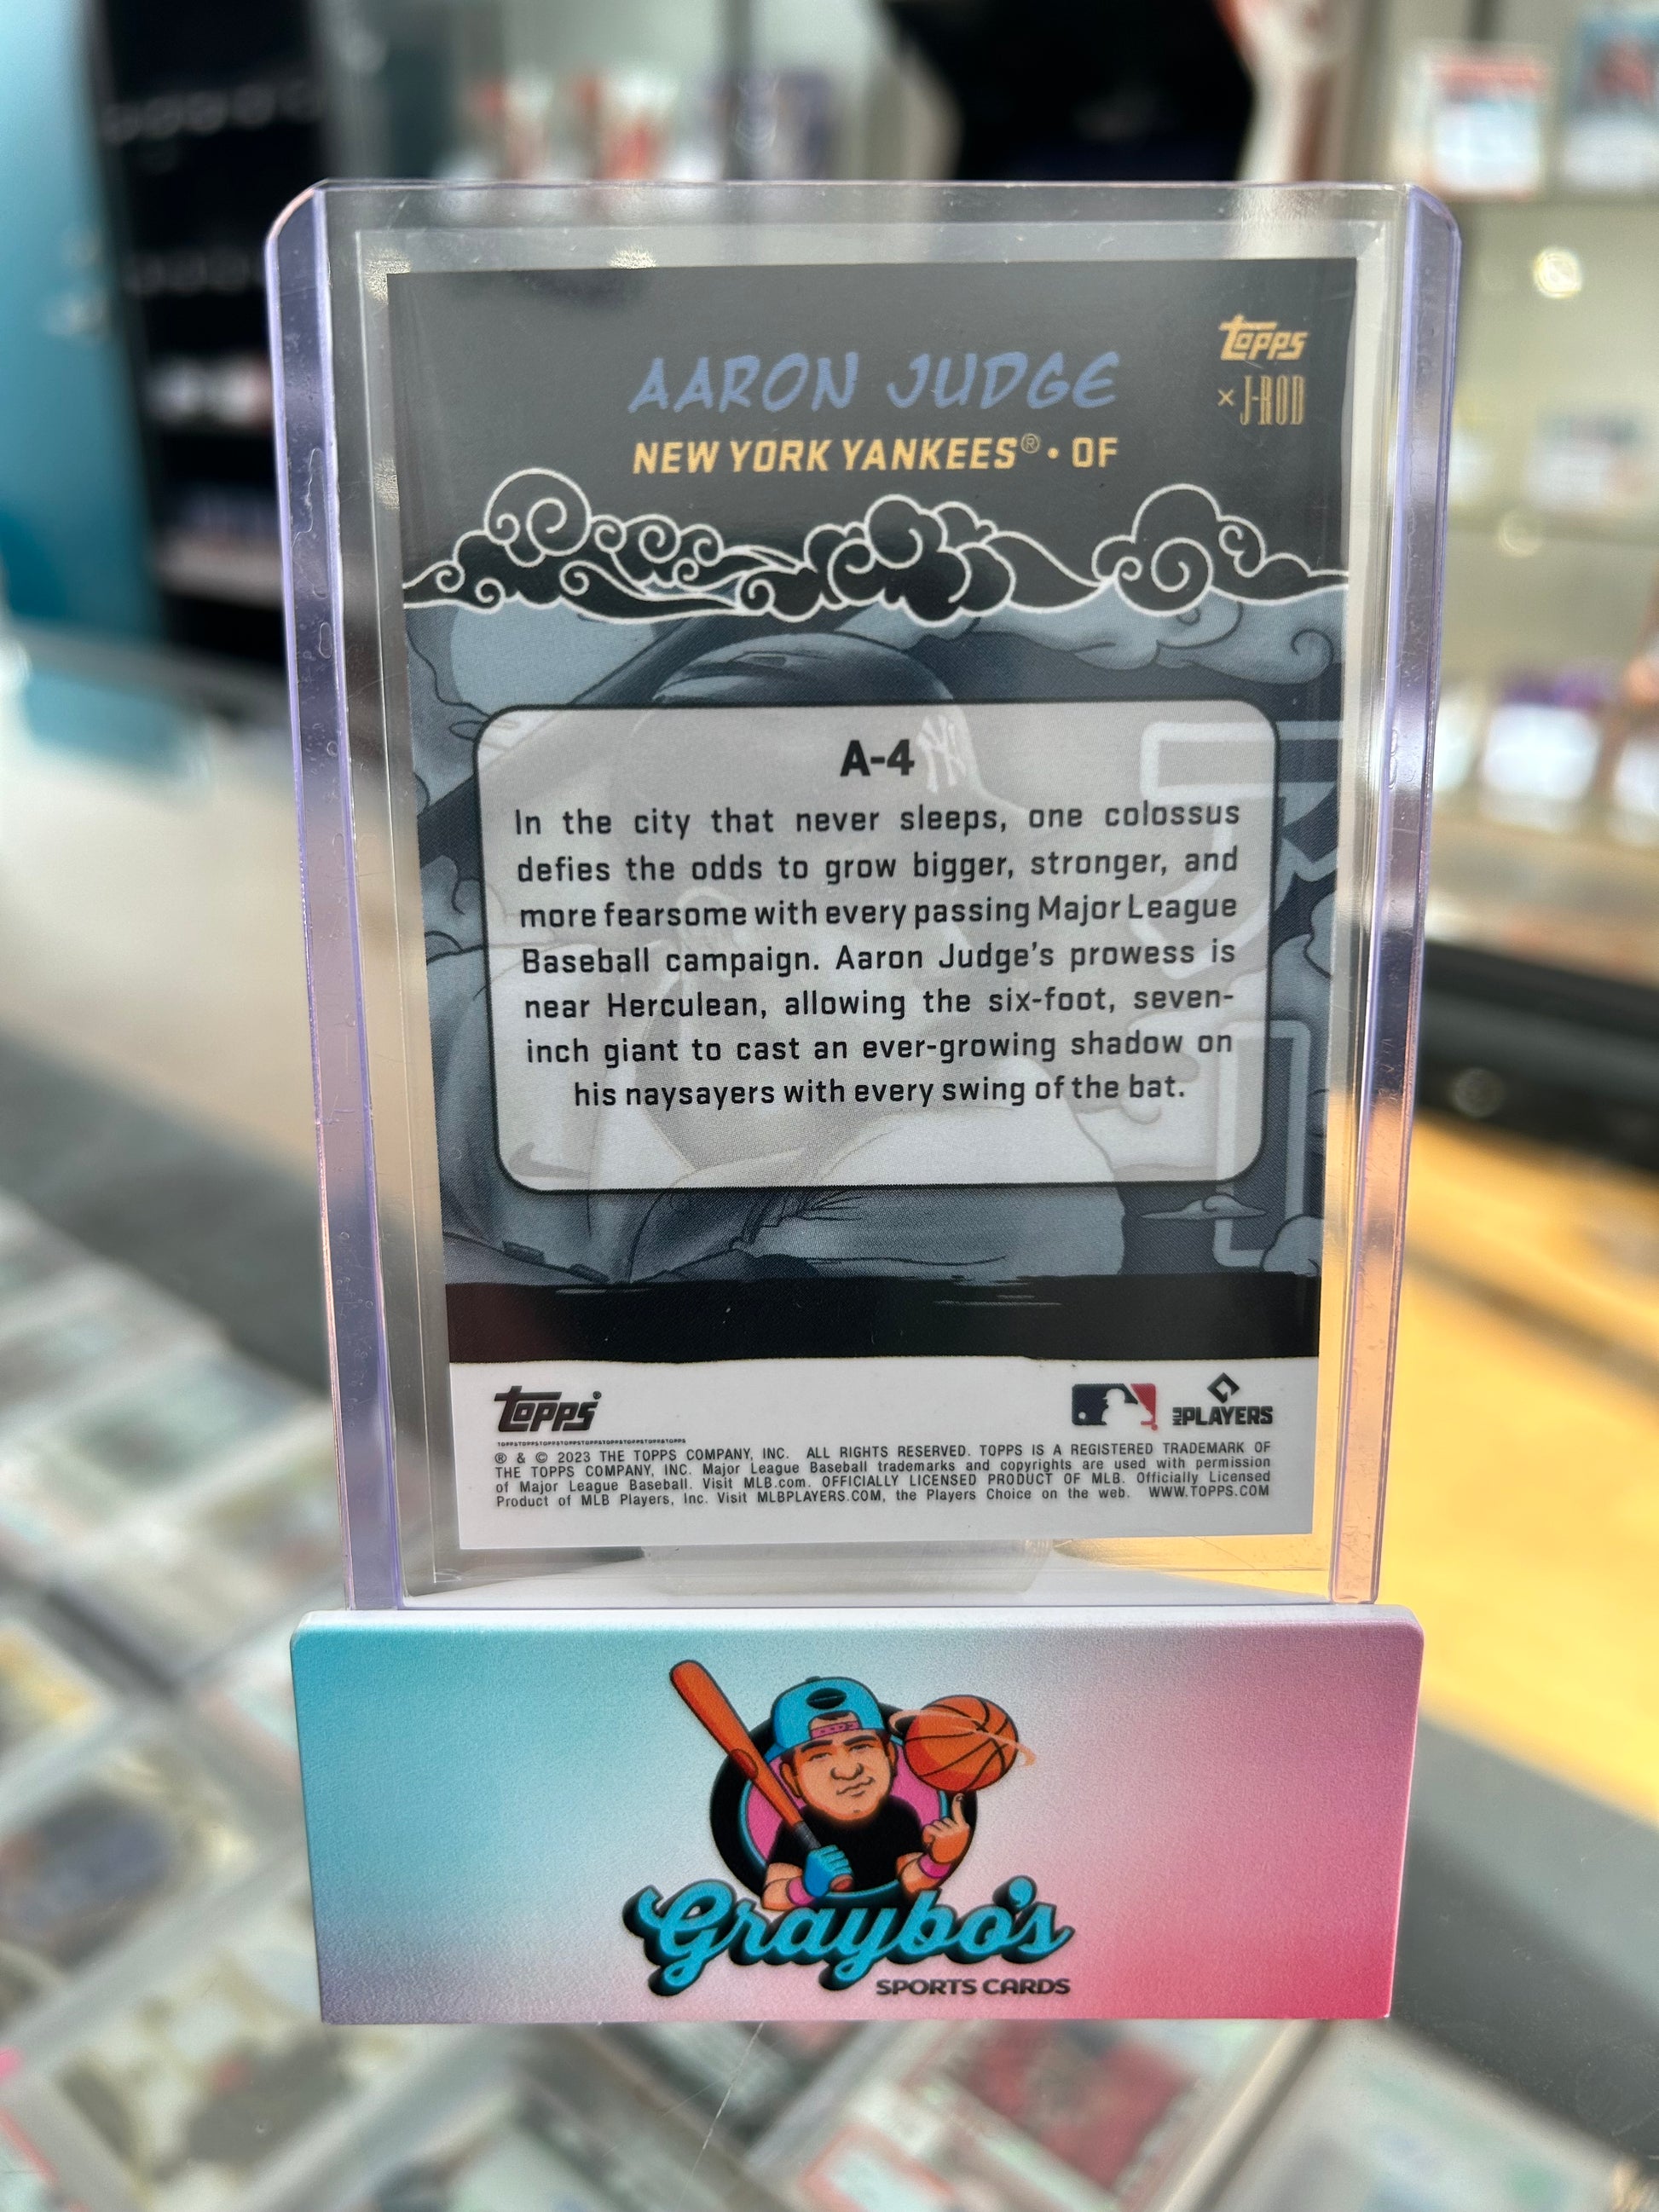 AARON JUDGE
NEW YORK YANKEES® • OF
TOPPS
× J-ROD
A-4
In the city that never sleeps, one colossus
defies the odds to grow bigger, stronger, and
more fearsome with every passing Major League
Baseball campaign. Aaron Judge's prowess is
near Herculean, allowing the six-foot, seven-
inch giant to cast an ever-growing shadow on
his naysayers with every swing of the bat.
TOPPS®
MLB PLAYERS
® & © 2023 THE TOPPS COMPANY, INC. ALL RIGHTS RESERVED. TOPPS IS A REGISTERED TRADEMARK OF
THE TOPPS COMPANY, INC. Major League Baseball trademarks and copyrights are used with permission
of Major League Baseball. Visit MLB.com. OFFICIALLY LICENSED PRODUCT OF MLB. Officially Licensed
Product of MLB Players, Inc. Visit MLBPLAYERS.COM, the Players Choice on the web. WWW.TOPPS.COM
Graybo's
SPORTS CARDS